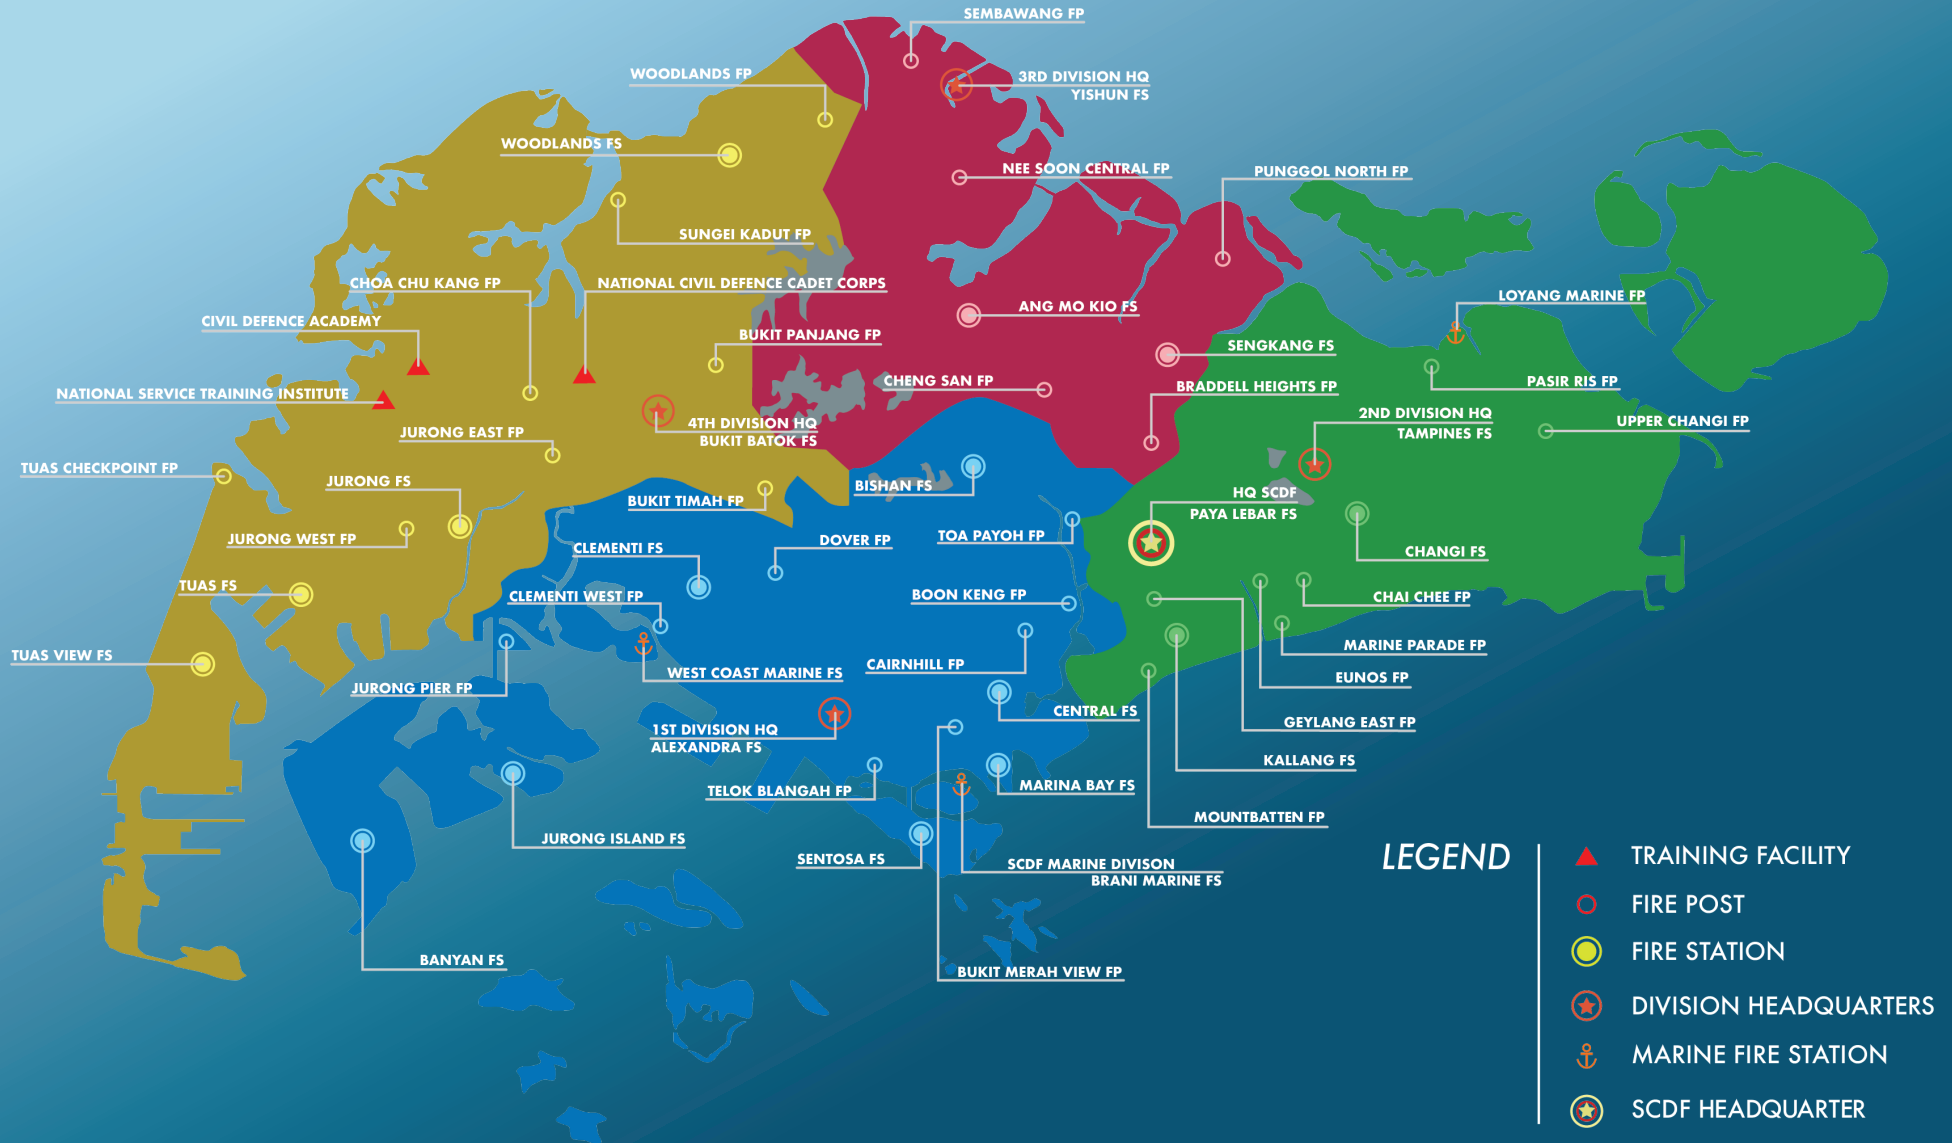 SEMBAWANG FP
WOODLANDS FP
3RD DIVISION HQ
YISHUN FS
WOODLANDS FS
NEE SOON CENTRAL FP
PUNGGOL NORTH FP
SUNGEI KADUT FP
CHOA CHU KANG FP
NATIONAL CIVIL DEFENCE CADET CORPS
LOYANG MARINE FP
ANG MO KIO FS
CIVIL DEFENCE ACADEMY
BUKIT PANJANG FP
SENGKANG FS
CHENG SAN FP
BRADDELL HEIGHTS FP
PASIR RIS FP
NATIONAL SERVICE TRAINING INSTITUTE
2ND DIVISION HQ
TAMPINES FS
UPPER CHANGI FP
4TH DIVISION HQ
BUKIT BATOK FS
JURONG EAST FP
TUAS CHECKPOINT FP
JURONG FS
BISHAN FS
BUKIT TIMAH FP
HQ SCDF
PAYA LEBAR FS
JURONG WEST FP
CLEMENTI FS
DOVER FP
TOA PAYOH FP
CHANGI FS
TUAS FS
CLEMENTI WEST FP
BOON KENG FP
CHAI CHEE FP
TUAS VIEW FS
MARINE PARADE FP
CAIRNHILL FP
WEST COAST MARINE FS
EUNOS FP
JURONG PIER FP
CENTRAL FS
GEYLANG EAST FP
1ST DIVISION HQ
ALEXANDRA FS
KALLANG FS
TELOK BLANGAH FP
MARINA BAY FS
MOUNTBATTEN FP
JURONG ISLAND FS
SENTOSA FS
SCDF MARINE DIVISON
BRANI MARINE FS
BANYAN FS
BUKIT MERAH VIEW FP
LEGEND
TRAINING FACILITY
FIRE POST
FIRE STATION
DIVISION HEADQUARTERS
MARINE FIRE STATION
SCDF HEADQUARTER